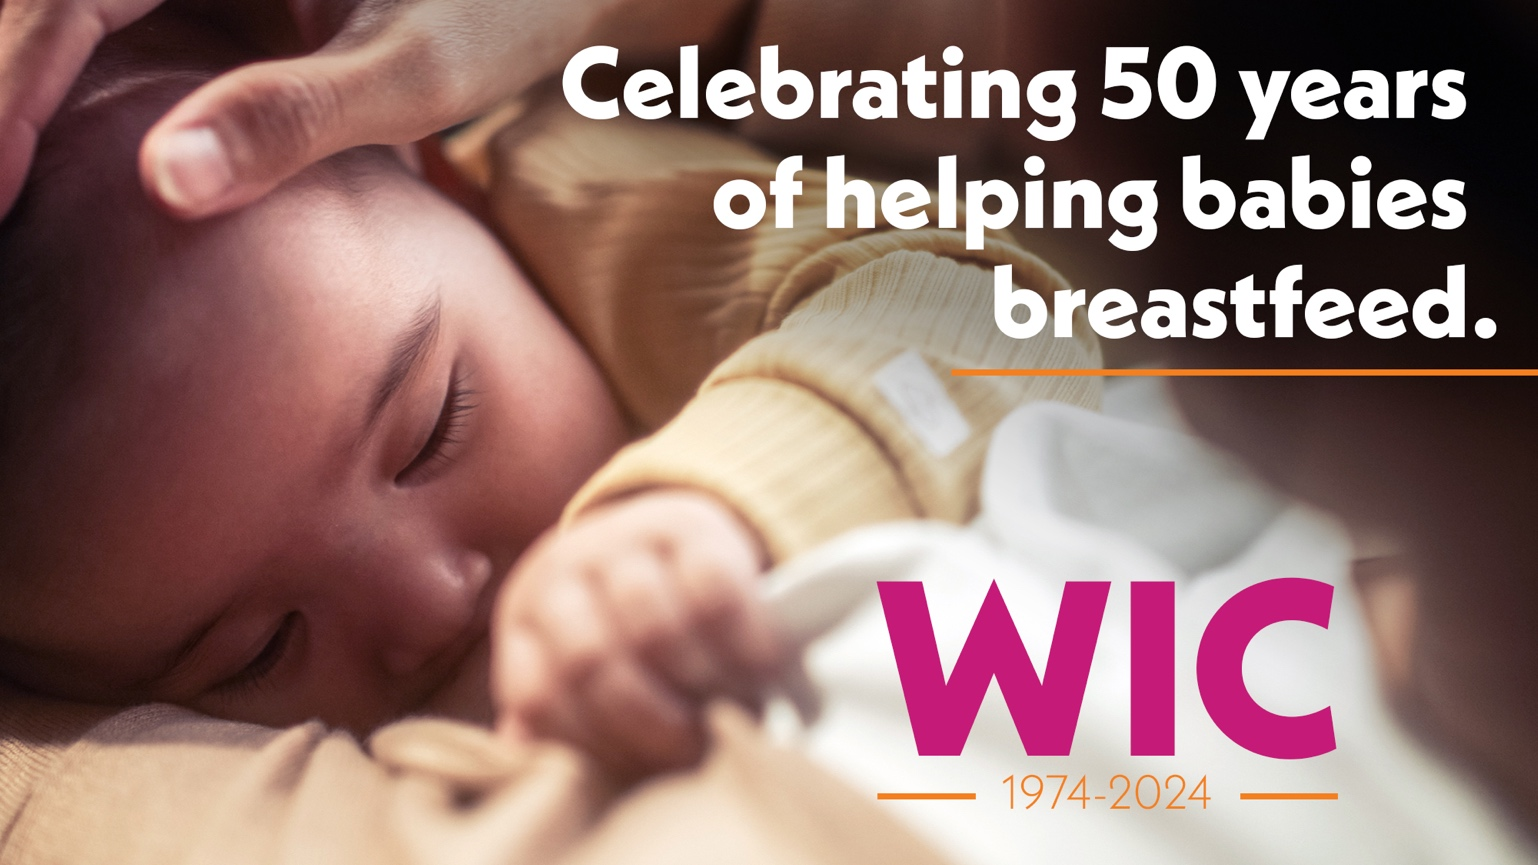 Celebrating 50 years
of helping babies
breastfeed.
WIC
1974-2024